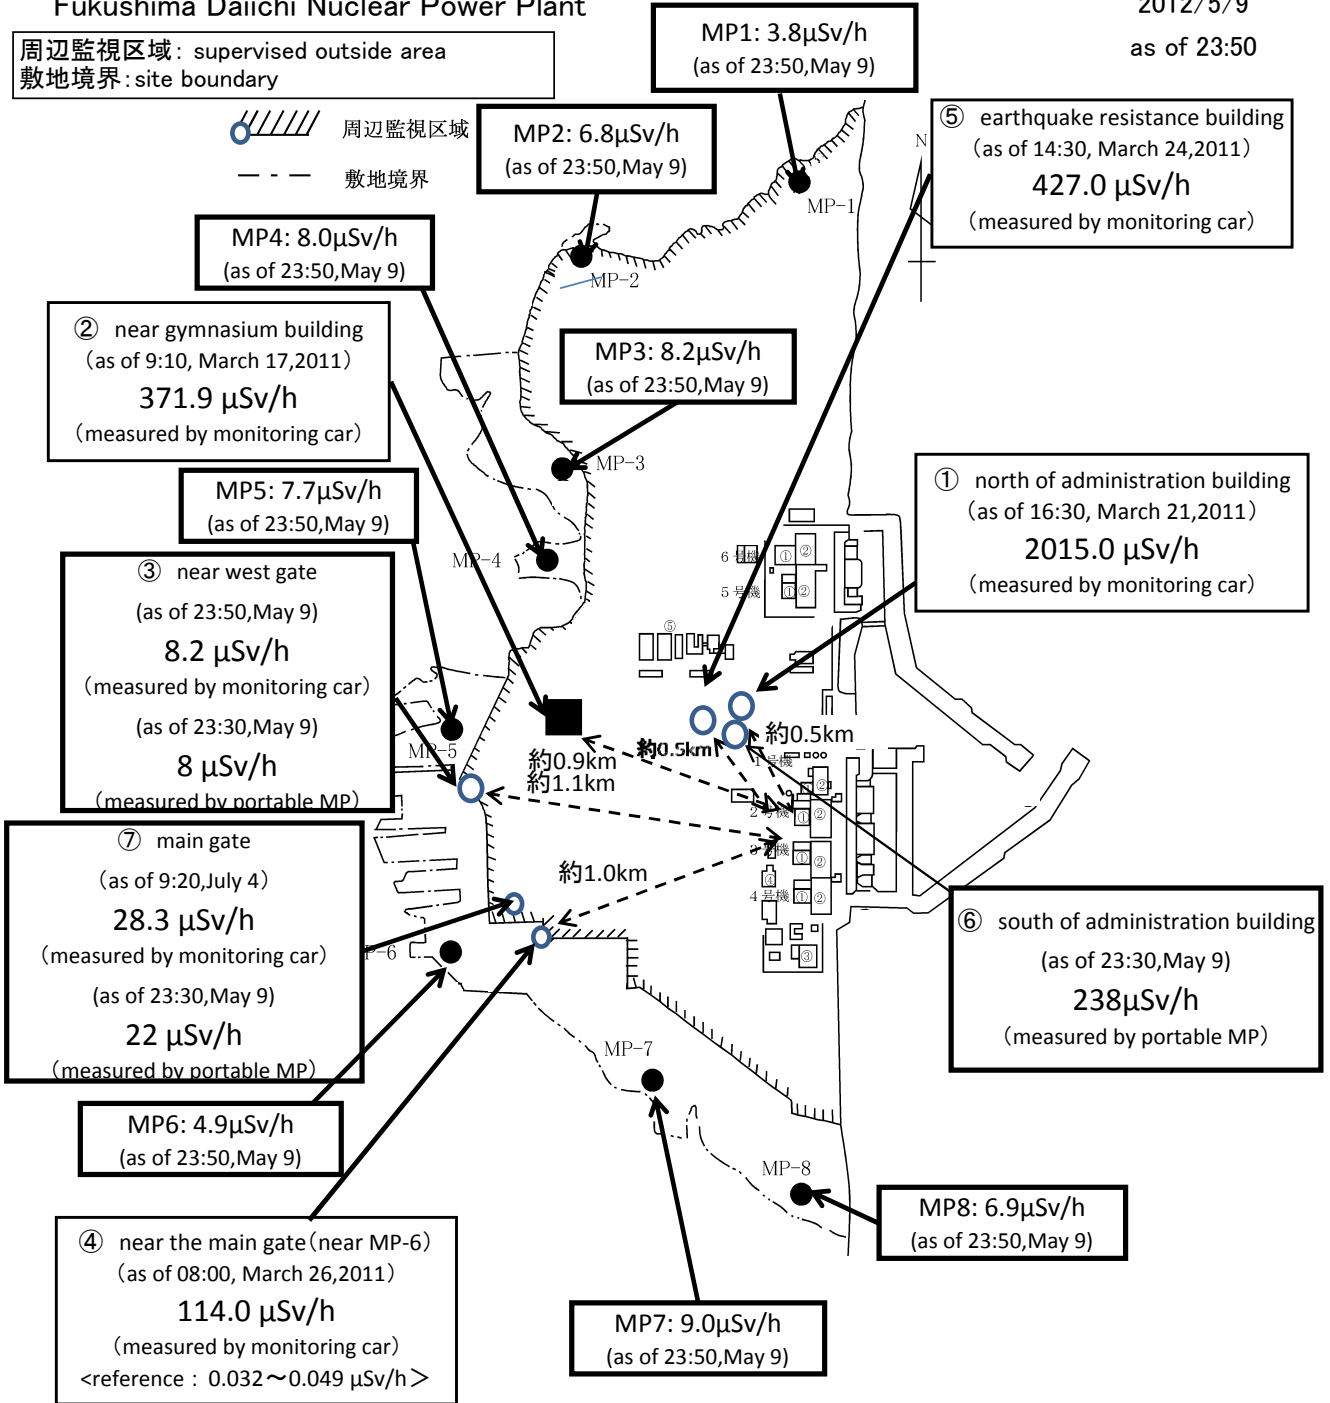 Fukushima Daiichi Nuclear Power Plant
2012/5/9
as of 23:50
周辺監視区域: supervised outside area
敷地境界:site boundary
周辺監視区域
敷地境界
MP1: 3.8μSv/h
(as of 23:50,May 9)
MP2: 6.8μSv/h
(as of 23:50,May 9)
⑤ earthquake resistance building
(as of 14:30, March 24,2011)
427.0 μSv/h
(measured by monitoring car)
N
MP-1
MP4: 8.0μSv/h
(as of 23:50,May 9)
MP-2
② near gymnasium building
(as of 9:10, March 17,2011)
371.9 μSv/h
(measured by monitoring car)
MP3: 8.2μSv/h
(as of 23:50,May 9)
MP-3
MP5: 7.7μSv/h
(as of 23:50,May 9)
① north of administration building
(as of 16:30, March 21,2011)
2015.0 μSv/h
(measured by monitoring car)
MP-4
6号機 ① ②
5号機 ① ②
③ near west gate
(as of 23:50,May 9)
8.2 μSv/h
(measured by monitoring car)
(as of 23:30,May 9)
8 μSv/h
(measured by portable MP)
⑤
MP-5
約0.9km
約1.1km
約0.5km
約0.5km
1号機 ②
2号機 ① ②
3号機 ① ②
④
4号機 ① ②
③
約1.0km
⑦ main gate
(as of 9:20,July 4)
28.3 μSv/h
(measured by monitoring car)
(as of 23:30,May 9)
22 μSv/h
(measured by portable MP)
P-6
⑥ south of administration building
(as of 23:30,May 9)
238μSv/h
(measured by portable MP)
MP-7
MP6: 4.9μSv/h
(as of 23:50,May 9)
MP-8
MP8: 6.9μSv/h
(as of 23:50,May 9)
④ near the main gate(near MP-6)
(as of 08:00, March 26,2011)
114.0 μSv/h
(measured by monitoring car)
<reference : 0.032～0.049 μSv/h>
MP7: 9.0μSv/h
(as of 23:50,May 9)